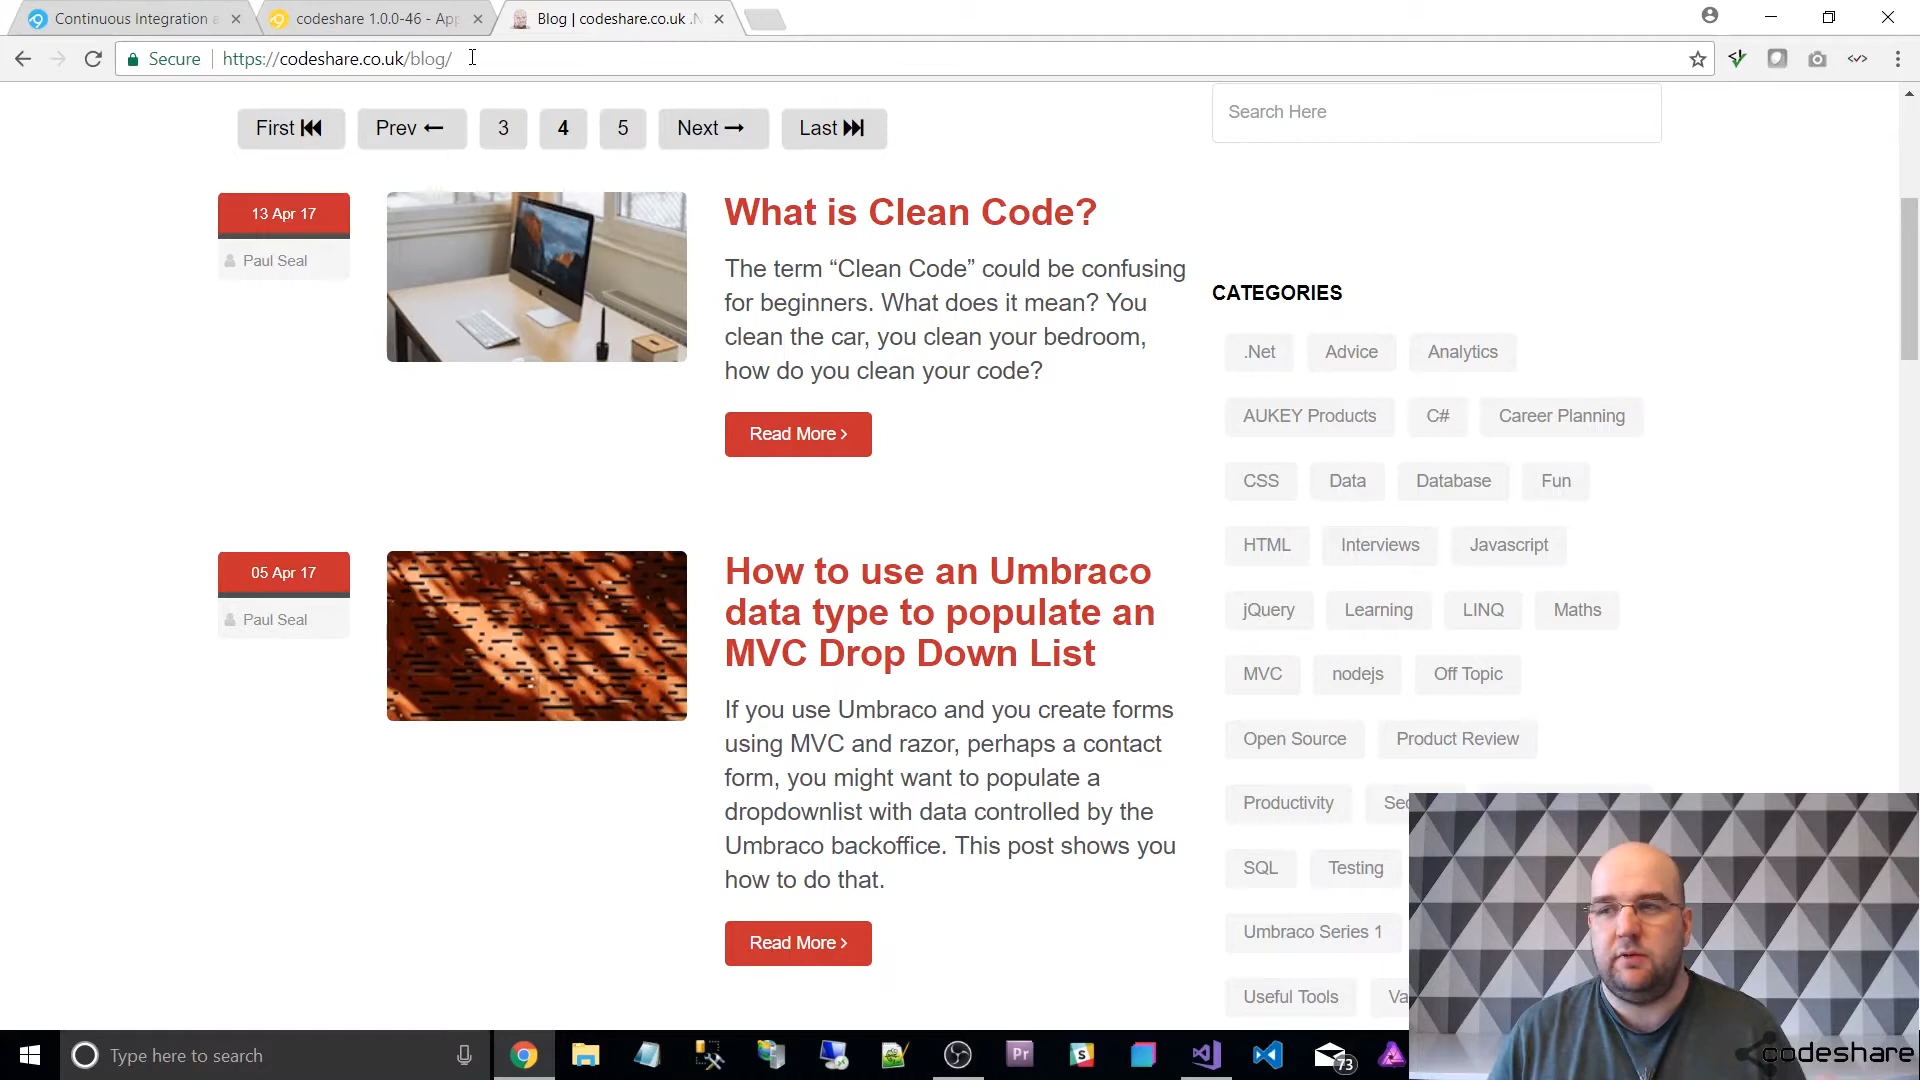 Continuous Integration a
codeshare 1.0.0-46 - App
Blog | codeshare.co.uk .N
Secure
https://codeshare.co.uk/blog/
First
Prev
3
4
5
Next
Last
Search Here
13 Apr 17
Paul Seal
What is Clean Code?
The term “Clean Code” could be confusing
for beginners. What does it mean? You
clean the car, you clean your bedroom,
how do you clean your code?
Read More
05 Apr 17
Paul Seal
How to use an Umbraco
data type to populate an
MVC Drop Down List
If you use Umbraco and you create forms
using MVC and razor, perhaps a contact
form, you might want to populate a
dropdownlist with data controlled by the
Umbraco backoffice. This post shows you
how to do that.
Read More
CATEGORIES
.Net Advice Analytics
AUKEY Products C# Career Planning
CSS Data Database Fun
HTML Interviews Javascript
jQuery Learning LINQ Maths
MVC nodejs Off Topic
Open Source Product Review
Productivity Sec
SQL Testing
Umbraco Series 1
Useful Tools Va
Type here to search
Pr
S
73
codeshare